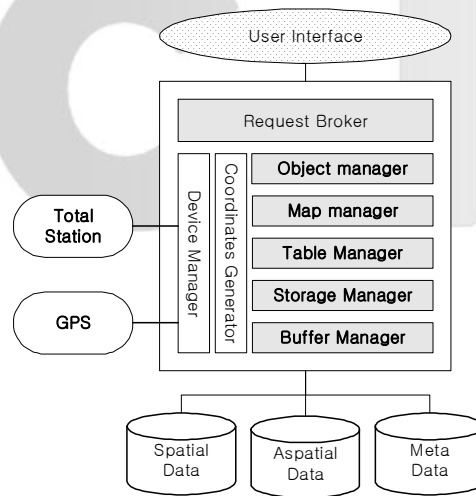 User Interface
Request Broker
Device Manager
Coordinates Generator
Object manager
Map manager
Table Manager
Storage Manager
Buffer Manager
Total
Station
GPS
Spatial
Data
Aspatial
Data
Meta
Data